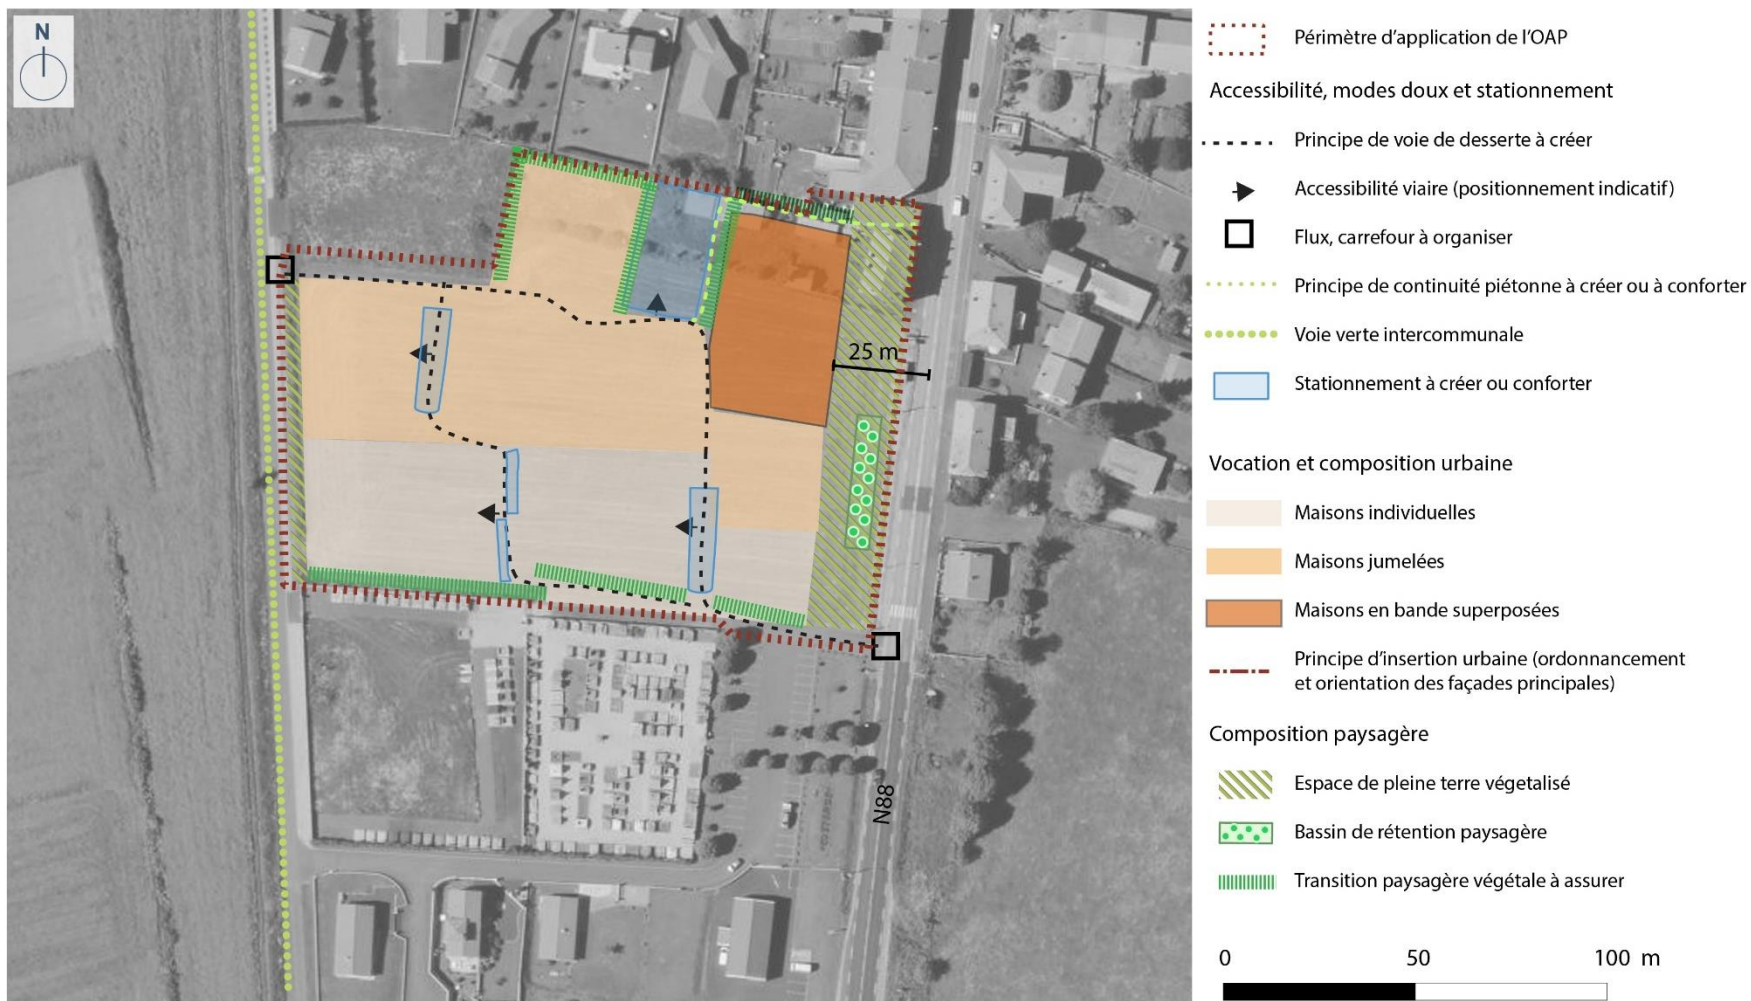 N
25 m
N88
Périmètre d'application de l'OAP
Accessibilité, modes doux et stationnement
Principe de voie de desserte à créer
Accessibilité viaire (positionnement indicatif)
Flux, carrefour à organiser
Principe de continuité piétonne à créer ou à conforter
Voie verte intercommunale
Stationnement à créer ou conforter
Vocation et composition urbaine
Maisons individuelles
Maisons jumelées
Maisons en bande superposées
Principe d'insertion urbaine (ordonnancement
et orientation des façades principales)
Composition paysagère
Espace de pleine terre végetalisé
Bassin de rétention paysagère
Transition paysagère végétale à assurer
0 50 100 m